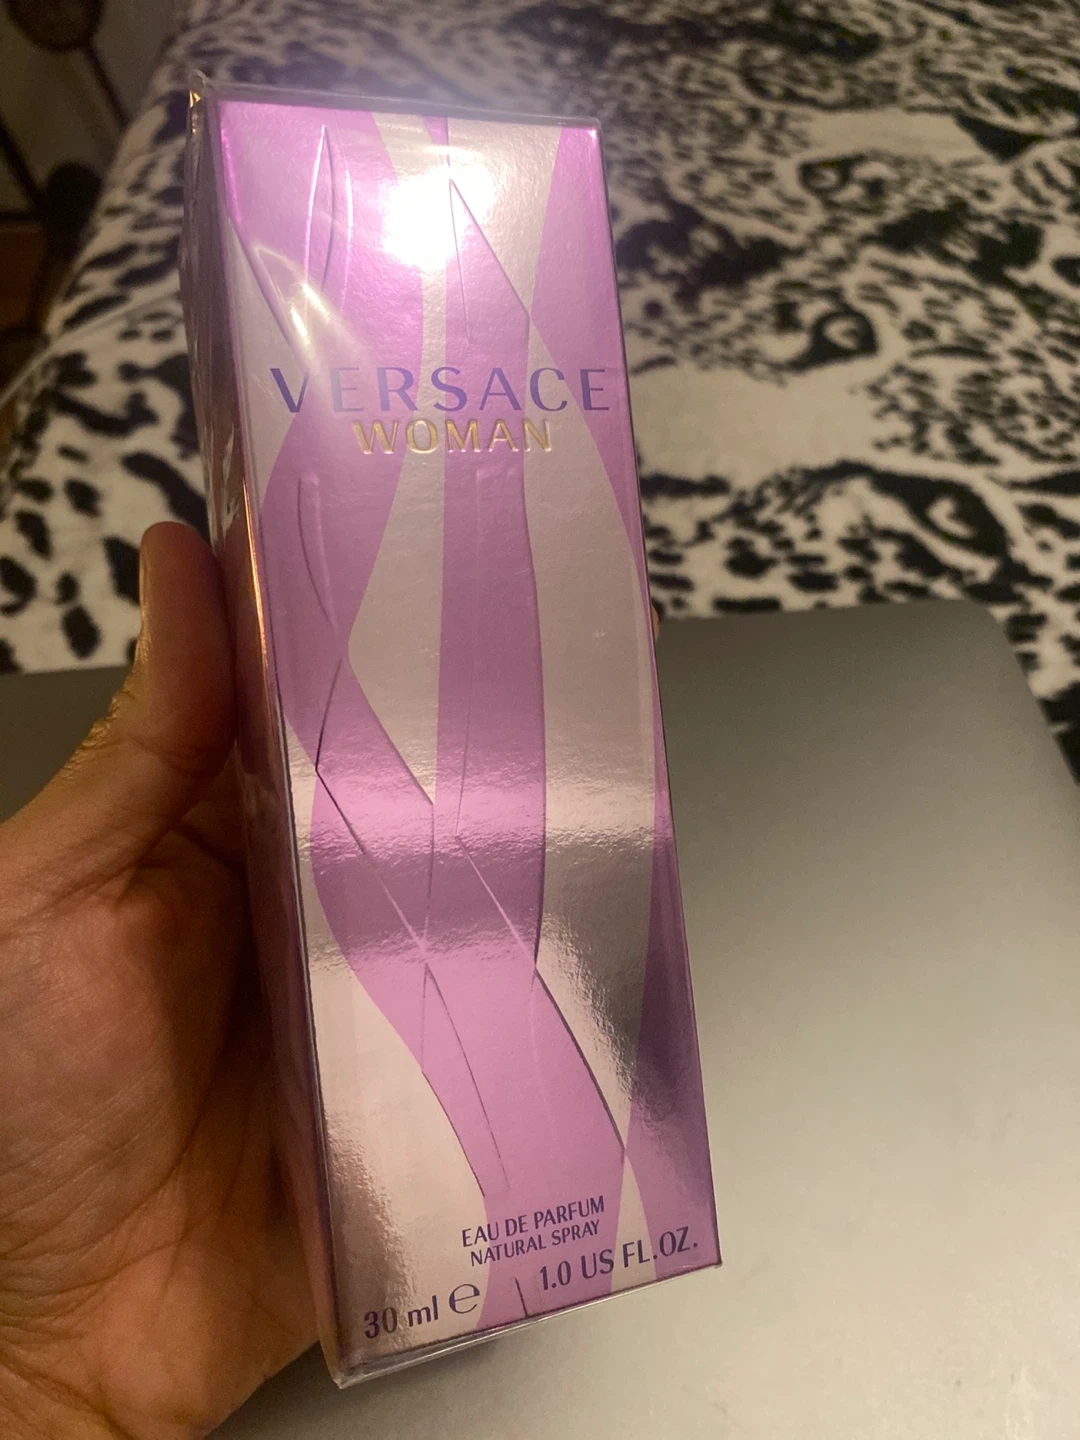 VERSACE
WOMAN
EAU DE PARFUM
NATURAL SPRAY
30 ml ℮ 1.0 US FL.OZ.